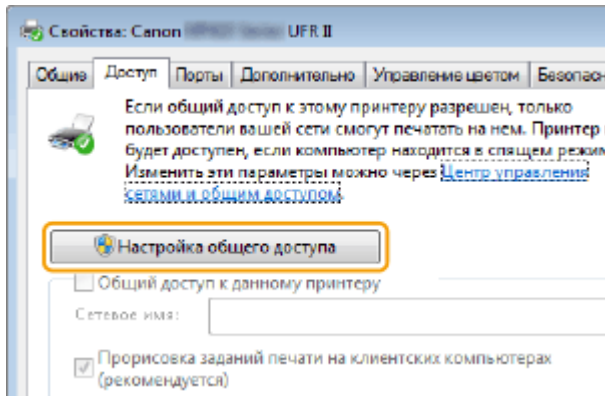 Свойства: Canon UFR II
Общие Доступ Порты Дополнительно Управление цветом Безопасн
Если общий доступ к этому принтеру разрешен, только
пользователи вашей сети смогут печатать на нем. Принтер
будет доступен, если компьютер находится в спящем режим
Изменить эти параметры можно через Центр управления
сетями и общим доступом.
Настройка общего доступа
Общий доступ к данному принтеру
Сетевое имя:
Прорисовка заданий печати на клиентских компьютерах
(рекомендуется)